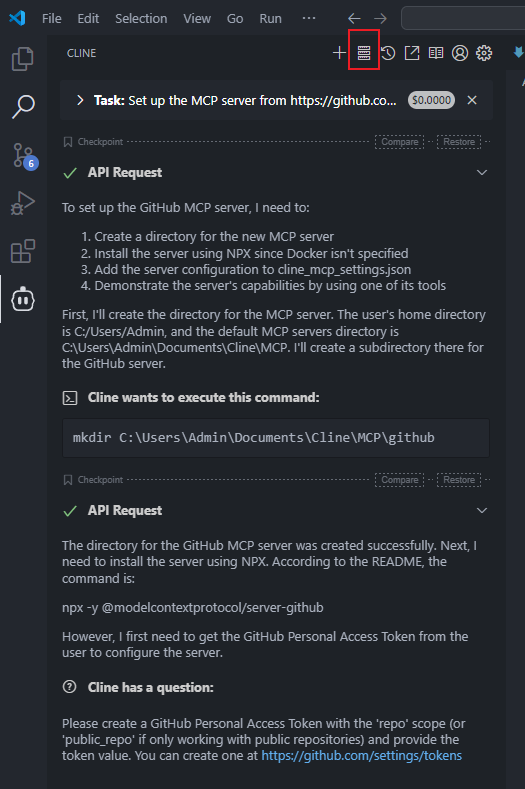 File Edit Selection View Go Run ···
CLINE
Task: Set up the MCP server from https://github.co... $0.0000
Checkpoint Compare Restore
API Request
To set up the GitHub MCP server, I need to:
1. Create a directory for the new MCP server
2. Install the server using NPX since Docker isn't specified
3. Add the server configuration to cline_mcp_settings.json
4. Demonstrate the server's capabilities by using one of its tools
First, I'll create the directory for the MCP server. The user's home directory
is C:/Users/Admin, and the default MCP servers directory is
C:\Users\Admin\Documents\Cline\MCP. I'll create a subdirectory there for
the GitHub server.
Cline wants to execute this command:
mkdir C:\Users\Admin\Documents\Cline\MCP\github
Checkpoint Compare Restore
6
API Request
The directory for the GitHub MCP server was created successfully. Next, I
need to install the server using NPX. According to the README, the
command is:
npx -y @modelcontextprotocol/server-github
However, I first need to get the GitHub Personal Access Token from the
user to configure the server.
Cline has a question:
Please create a GitHub Personal Access Token with the 'repo' scope (or
'public_repo' if only working with public repositories) and provide the
token value. You can create one at https://github.com/settings/tokens